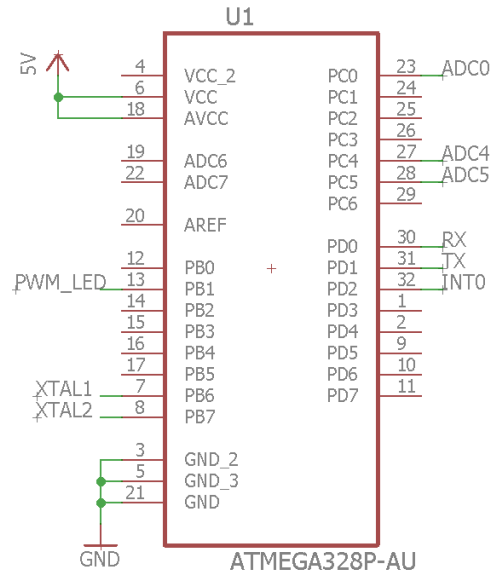 U1
5V
4 VCC_2 PC0 23 ADC0
6 VCC PC1 24
18 AVCC PC2 25
PC3 26
19 ADC6 PC4 27 ADC4
22 ADC7 PC5 28 ADC5
PC6 29
20 AREF
PD0 30 RX
12 PB0 PD1 31 TX
PWM_LED 13 PB1 PD2 32 INT0
14 PB2 PD3 1
15 PB3 PD4 2
16 PB4 PD5 9
17 PB5 PD6 10
XTAL1 7 PB6 PD7 11
XTAL2 8 PB7
3 GND_2
5 GND_3
21 GND
GND
ATMEGA328P-AU